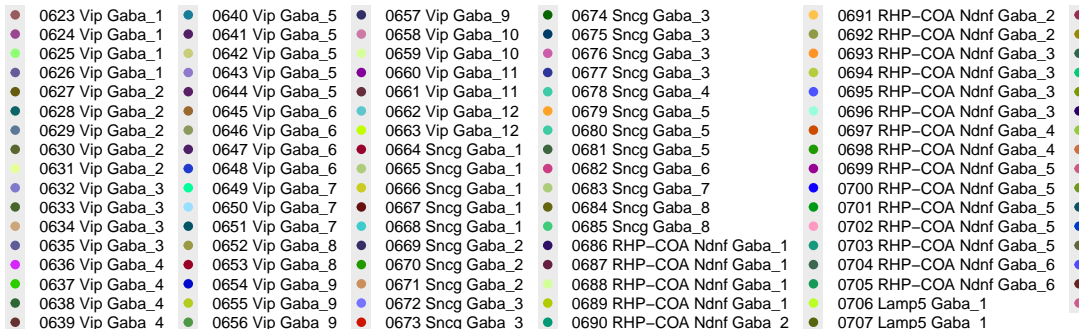 0623 Vip Gaba_1
0624 Vip Gaba_1
0625 Vip Gaba_1
0626 Vip Gaba_1
0627 Vip Gaba_2
0628 Vip Gaba_2
0629 Vip Gaba_2
0630 Vip Gaba_2
0631 Vip Gaba_2
0632 Vip Gaba_3
0633 Vip Gaba_3
0634 Vip Gaba_3
0635 Vip Gaba_3
0636 Vip Gaba_4
0637 Vip Gaba_4
0638 Vip Gaba_4
0639 Vip Gaba_4
0640 Vip Gaba_5
0641 Vip Gaba_5
0642 Vip Gaba_5
0643 Vip Gaba_5
0644 Vip Gaba_5
0645 Vip Gaba_6
0646 Vip Gaba_6
0647 Vip Gaba_6
0648 Vip Gaba_6
0649 Vip Gaba_7
0650 Vip Gaba_7
0651 Vip Gaba_7
0652 Vip Gaba_8
0653 Vip Gaba_8
0654 Vip Gaba_9
0655 Vip Gaba_9
0656 Vip Gaba_9
0657 Vip Gaba_9
0658 Vip Gaba_10
0659 Vip Gaba_10
0660 Vip Gaba_11
0661 Vip Gaba_11
0662 Vip Gaba_12
0663 Vip Gaba_12
0664 Sncg Gaba_1
0665 Sncg Gaba_1
0666 Sncg Gaba_1
0667 Sncg Gaba_1
0668 Sncg Gaba_1
0669 Sncg Gaba_2
0670 Sncg Gaba_2
0671 Sncg Gaba_2
0672 Sncg Gaba_3
0673 Sncg Gaba_3
0674 Sncg Gaba_3
0675 Sncg Gaba_3
0676 Sncg Gaba_3
0677 Sncg Gaba_3
0678 Sncg Gaba_4
0679 Sncg Gaba_5
0680 Sncg Gaba_5
0681 Sncg Gaba_5
0682 Sncg Gaba_6
0683 Sncg Gaba_7
0684 Sncg Gaba_8
0685 Sncg Gaba_8
0686 RHP−COA Ndnf Gaba_1
0687 RHP−COA Ndnf Gaba_1
0688 RHP−COA Ndnf Gaba_1
0689 RHP−COA Ndnf Gaba_1
0690 RHP−COA Ndnf Gaba_2
0691 RHP−COA Ndnf Gaba_2
0692 RHP−COA Ndnf Gaba_2
0693 RHP−COA Ndnf Gaba_3
0694 RHP−COA Ndnf Gaba_3
0695 RHP−COA Ndnf Gaba_3
0696 RHP−COA Ndnf Gaba_3
0697 RHP−COA Ndnf Gaba_4
0698 RHP−COA Ndnf Gaba_4
0699 RHP−COA Ndnf Gaba_5
0700 RHP−COA Ndnf Gaba_5
0701 RHP−COA Ndnf Gaba_5
0702 RHP−COA Ndnf Gaba_5
0703 RHP−COA Ndnf Gaba_5
0704 RHP−COA Ndnf Gaba_6
0705 RHP−COA Ndnf Gaba_6
0706 Lamp5 Gaba_1
0707 Lamp5 Gaba_1